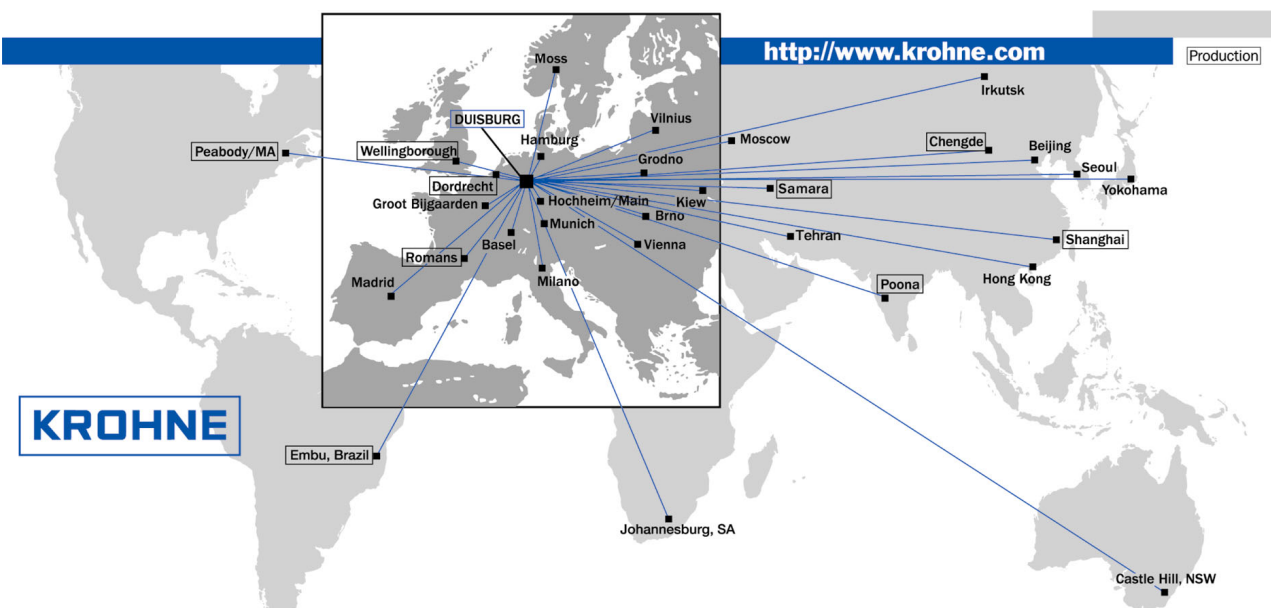 http://www.krohne.com
Production
Moss
Irkutsk
DUISBURG
Vilnius
Hamburg
Moscow
Chengde
Peabody/MA
Wellingborough
Grodno
Beijing
Seoul
Dordrecht
Samara
Yokohama
Groot Bijgaarden
Hochheim/Main
Kiew
Brno
Munich
Tehran
Shanghai
Basel
Vienna
Romans
Madrid
Milano
Poona
Hong Kong
KROHNE
Embu, Brazil
Johannesburg, SA
Castle Hill, NSW